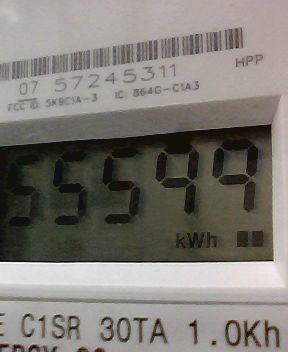 07 57245311 HPP
FCC ID: SK9C1A-3 IC: 864G-C1A3
55599
kWh
C1SR 30TA 1.0Kh